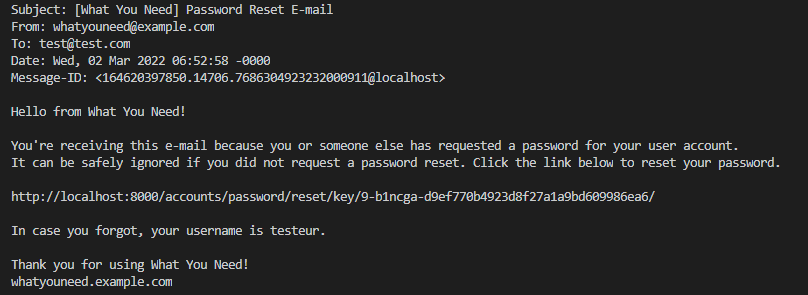 Subject: [What You Need] Password Reset E-mail
From: whatyouneed@example.com
To: test@test.com
Date: Wed, 02 Mar 2022 06:52:58 -0000
Message-ID: <164620397850.14706.7686304923232000911@localhost>
Hello from What You Need!
You're receiving this e-mail because you or someone else has requested a password for your user account.
It can be safely ignored if you did not request a password reset. Click the link below to reset your password.
http://localhost:8000/accounts/password/reset/key/9-b1ncga-d9ef770b4923d8f27a1a9bd609986ea6/
In case you forgot, your username is testeur.
Thank you for using What You Need!
whatyouneed.example.com